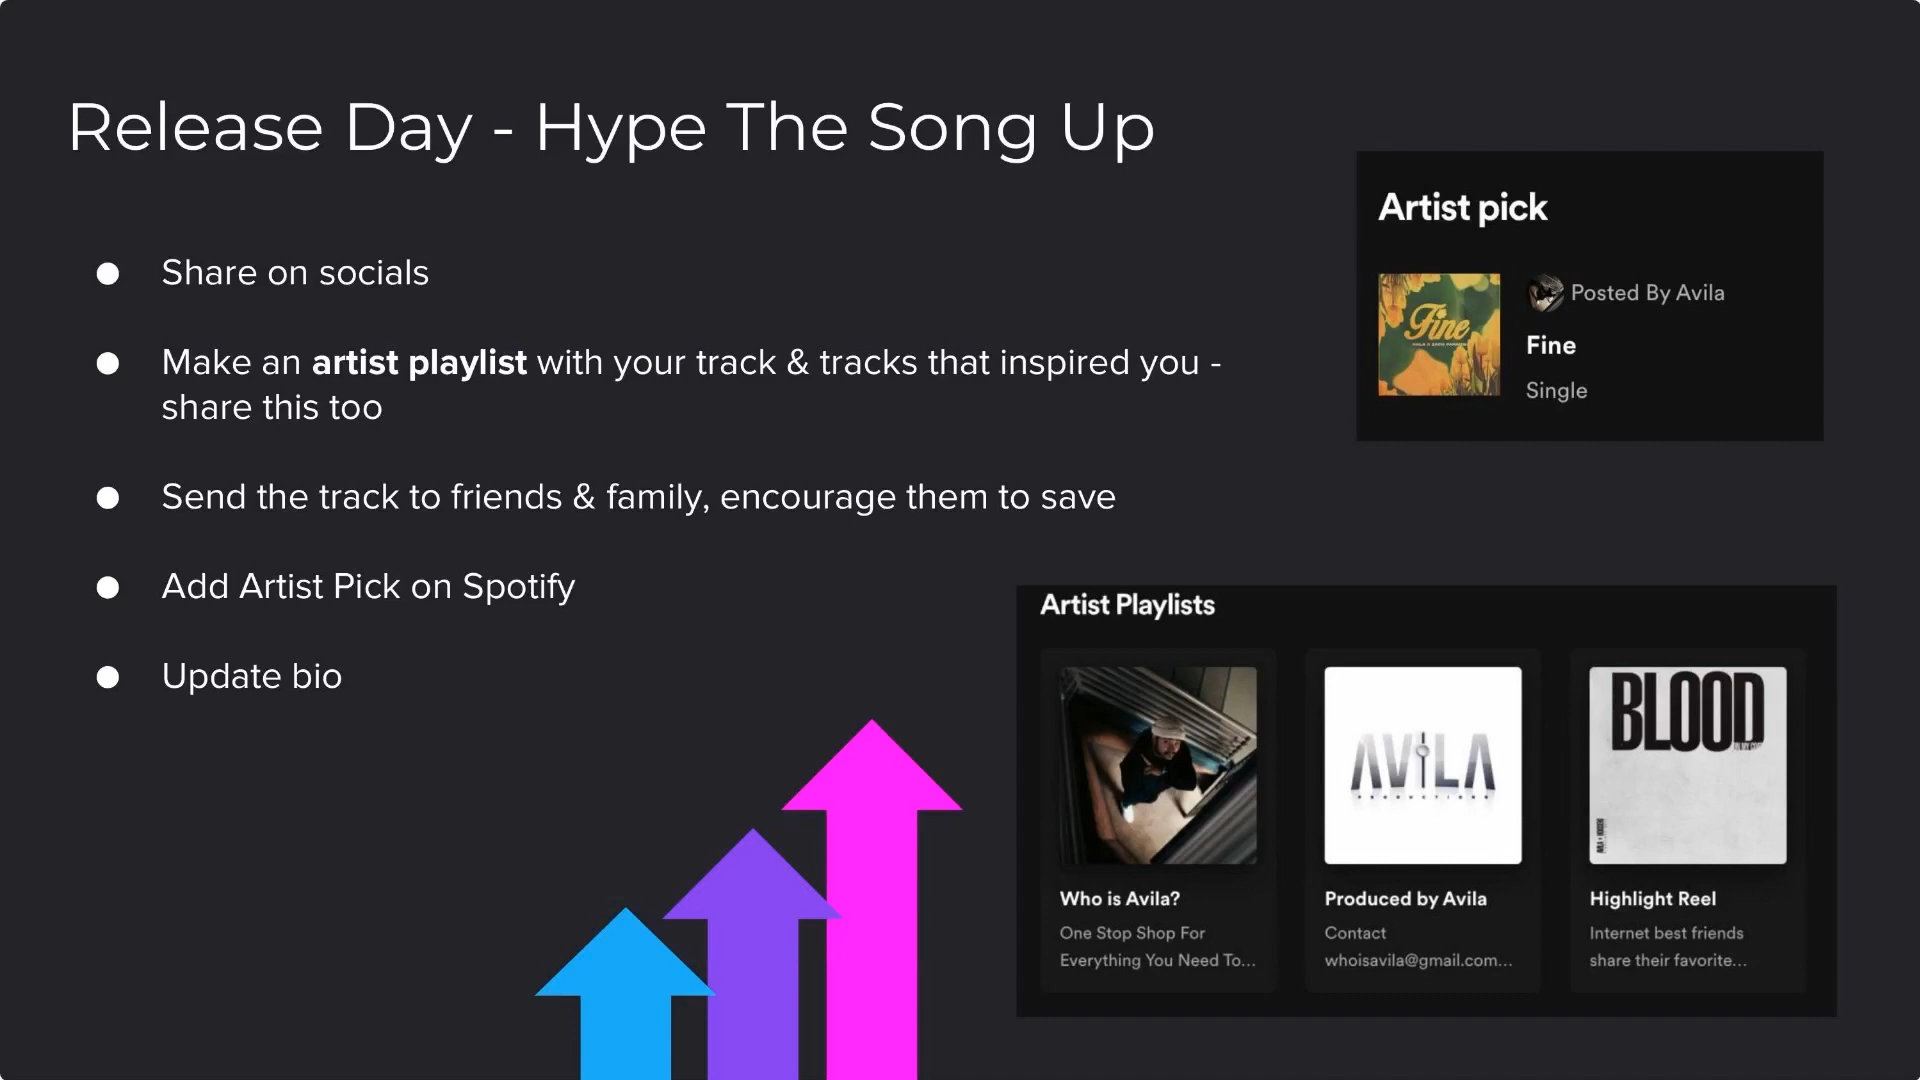 Release Day - Hype The Song Up
● Share on socials
● Make an artist playlist with your track & tracks that inspired you -
share this too
● Send the track to friends & family, encourage them to save
● Add Artist Pick on Spotify
● Update bio
Artist pick
Fine
Posted By Avila
Fine
Single
Artist Playlists
AVILA
PRODUCTIONS
BLOOD
Who is Avila?
One Stop Shop For
Everything You Need To...
Produced by Avila
Contact
whoisavila@gmail.com...
Highlight Reel
Internet best friends
share their favorite...